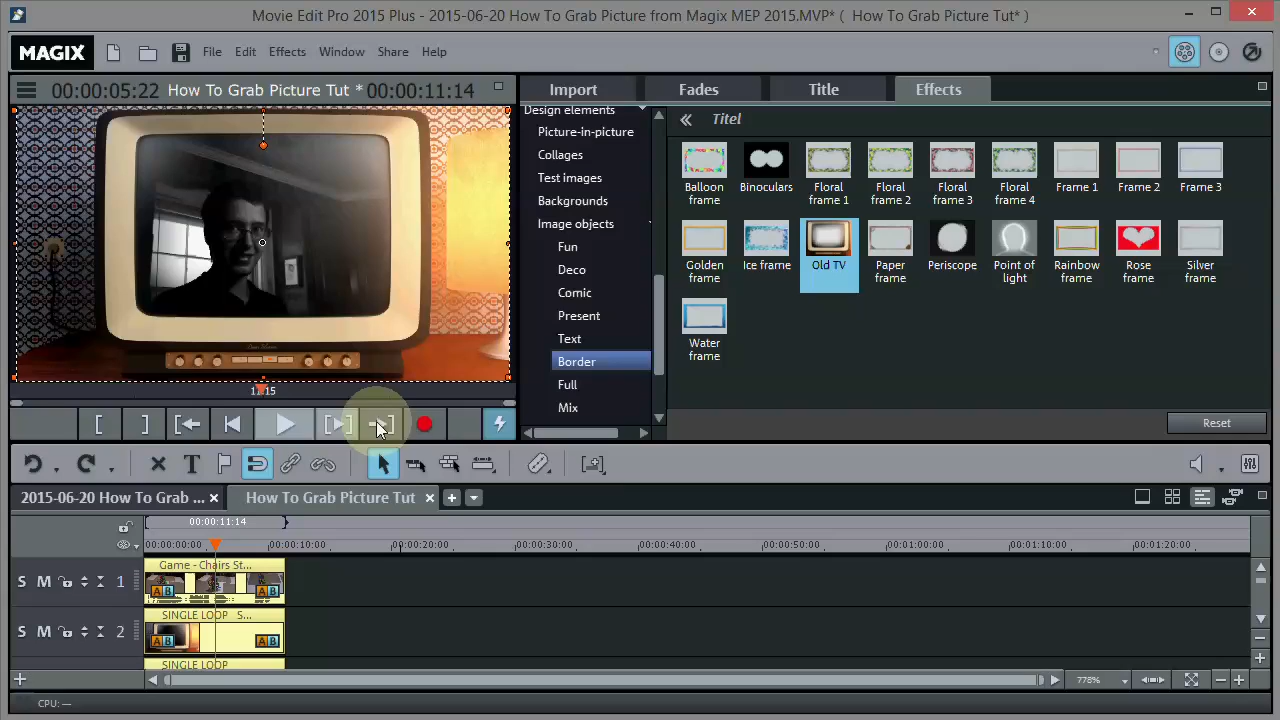 Movie Edit Pro 2015 Plus - 2015-06-20 How To Grab Picture from Magix MEP 2015.MVP* ( How To Grab Picture Tut* )
MAGIX File Edit Effects Window Share Help
00:00:05:22 How To Grab Picture Tut * 00:00:11:14
Import Fades Title Effects
Design elements
Picture-in-picture
Collages
Test images
Backgrounds
Image objects
Fun
Deco
Comic
Present
Text
Border
Full
Mix
Titel
Balloon frame
Binoculars
Floral frame 1
Floral frame 2
Floral frame 3
Floral frame 4
Frame 1
Frame 2
Frame 3
Golden frame
Ice frame
Old TV
Paper frame
Periscope
Point of light
Rainbow frame
Rose frame
Silver frame
Water frame
Reset
2015-06-20 How To Grab ... How To Grab Picture Tut
00:00:11:14
00:00:00:00 00:00:10:00 00:00:20:00 00:00:30:00 00:00:40:00 00:00:50:00 00:01:00:00 00:01:10:00 00:01:20:00
Game - Chairs St...
S M 1
A B A B
SINGLE LOOP S...
S M 2
A B A B
SINGLE LOOP
778%
CPU: —